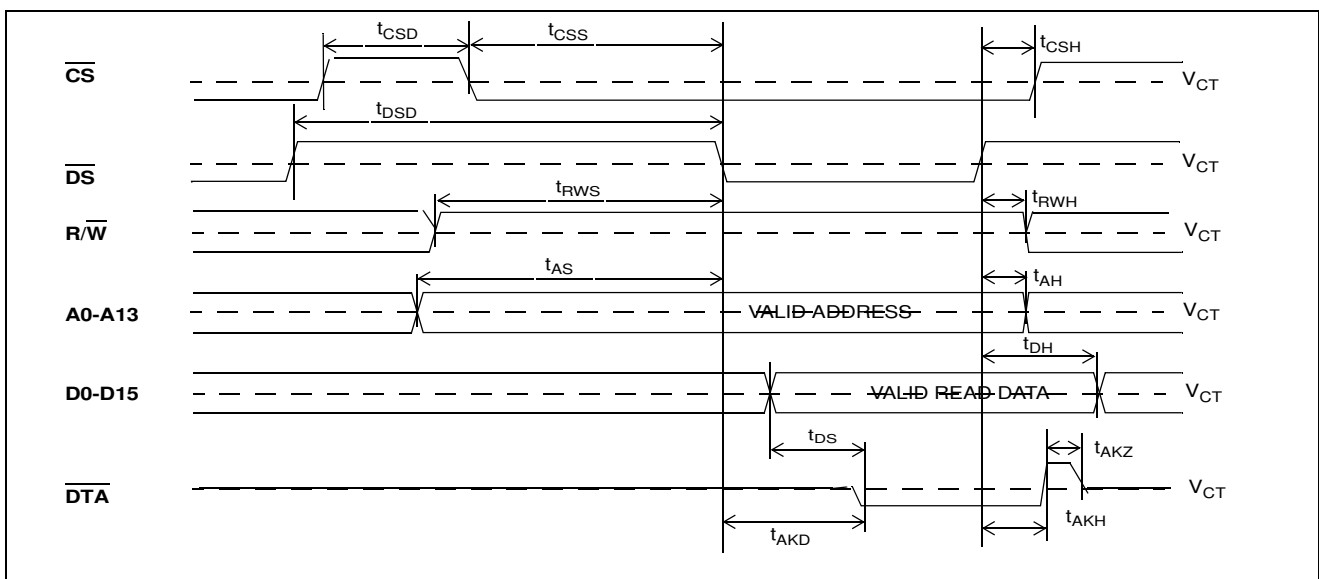 tCSD
tCSS
tCSH
CS
VCT
tDSD
DS
VCT
tRWS
tRWH
R/W
VCT
tAS
tAH
A0-A13
VALID ADDRESS
VCT
tDH
D0-D15
VALID READ DATA
VCT
tDS
tAKZ
DTA
VCT
tAKD
tAKH